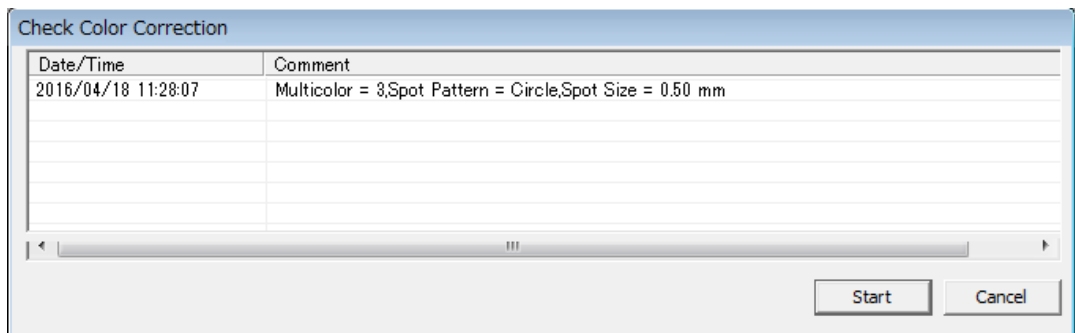 Check Color Correction
Date/Time Comment
2016/04/18 11:28:07 Multicolor = 3,Spot Pattern = Circle,Spot Size = 0.50 mm
Start Cancel